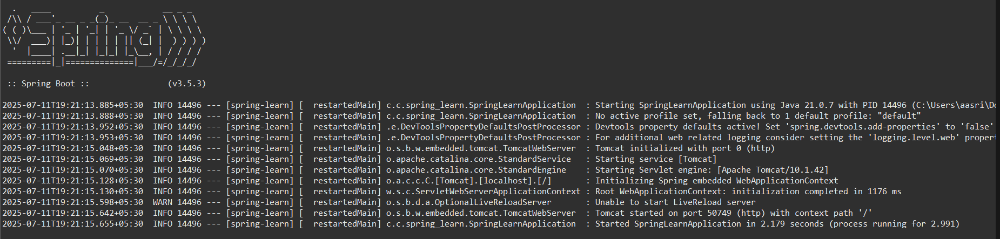 .   ____          _            __ _ _
 /\\ / ___'_ __ _ _(_)_ __  __ _ \ \ \ \
( ( )\___ | '_ | '_| | '_ \/ _` | \ \ \ \
 \\/  ___)| |_)| | | | | || (_| |  ) ) ) )
  '  |____| .__|_| |_|_| |_\__, | / / / /
 =========|_|==============|___/=/_/_/_/

 :: Spring Boot ::                (v3.5.3)

2025-07-11T19:21:13.885+05:30  INFO 14496 --- [spring-learn] [  restartedMain] c.c.spring_learn.SpringLearnApplication  : Starting SpringLearnApplication using Java 21.0.7 with PID 14496 (C:\Users\aasri\Do
2025-07-11T19:21:13.888+05:30  INFO 14496 --- [spring-learn] [  restartedMain] c.c.spring_learn.SpringLearnApplication  : No active profile set, falling back to 1 default profile: "default"
2025-07-11T19:21:13.952+05:30  INFO 14496 --- [spring-learn] [  restartedMain] .e.DevToolsPropertyDefaultsPostProcessor : Devtools property defaults active! Set 'spring.devtools.add-properties' to 'false'
2025-07-11T19:21:13.953+05:30  INFO 14496 --- [spring-learn] [  restartedMain] .e.DevToolsPropertyDefaultsPostProcessor : For additional web related logging consider setting the 'logging.level.web' propert
2025-07-11T19:21:15.048+05:30  INFO 14496 --- [spring-learn] [  restartedMain] o.s.b.w.embedded.tomcat.TomcatWebServer  : Tomcat initialized with port 0 (http)
2025-07-11T19:21:15.069+05:30  INFO 14496 --- [spring-learn] [  restartedMain] o.apache.catalina.core.StandardService   : Starting service [Tomcat]
2025-07-11T19:21:15.070+05:30  INFO 14496 --- [spring-learn] [  restartedMain] o.apache.catalina.core.StandardEngine    : Starting Servlet engine: [Apache Tomcat/10.1.42]
2025-07-11T19:21:15.128+05:30  INFO 14496 --- [spring-learn] [  restartedMain] o.a.c.c.C.[Tomcat].[localhost].[/]       : Initializing Spring embedded WebApplicationContext
2025-07-11T19:21:15.130+05:30  INFO 14496 --- [spring-learn] [  restartedMain] w.s.c.ServletWebServerApplicationContext : Root WebApplicationContext: initialization completed in 1176 ms
2025-07-11T19:21:15.598+05:30  WARN 14496 --- [spring-learn] [  restartedMain] o.s.b.d.a.OptionalLiveReloadServer       : Unable to start LiveReload server
2025-07-11T19:21:15.642+05:30  INFO 14496 --- [spring-learn] [  restartedMain] o.s.b.w.embedded.tomcat.TomcatWebServer  : Tomcat started on port 50749 (http) with context path '/'
2025-07-11T19:21:15.655+05:30  INFO 14496 --- [spring-learn] [  restartedMain] c.c.spring_learn.SpringLearnApplication  : Started SpringLearnApplication in 2.179 seconds (process running for 2.991)